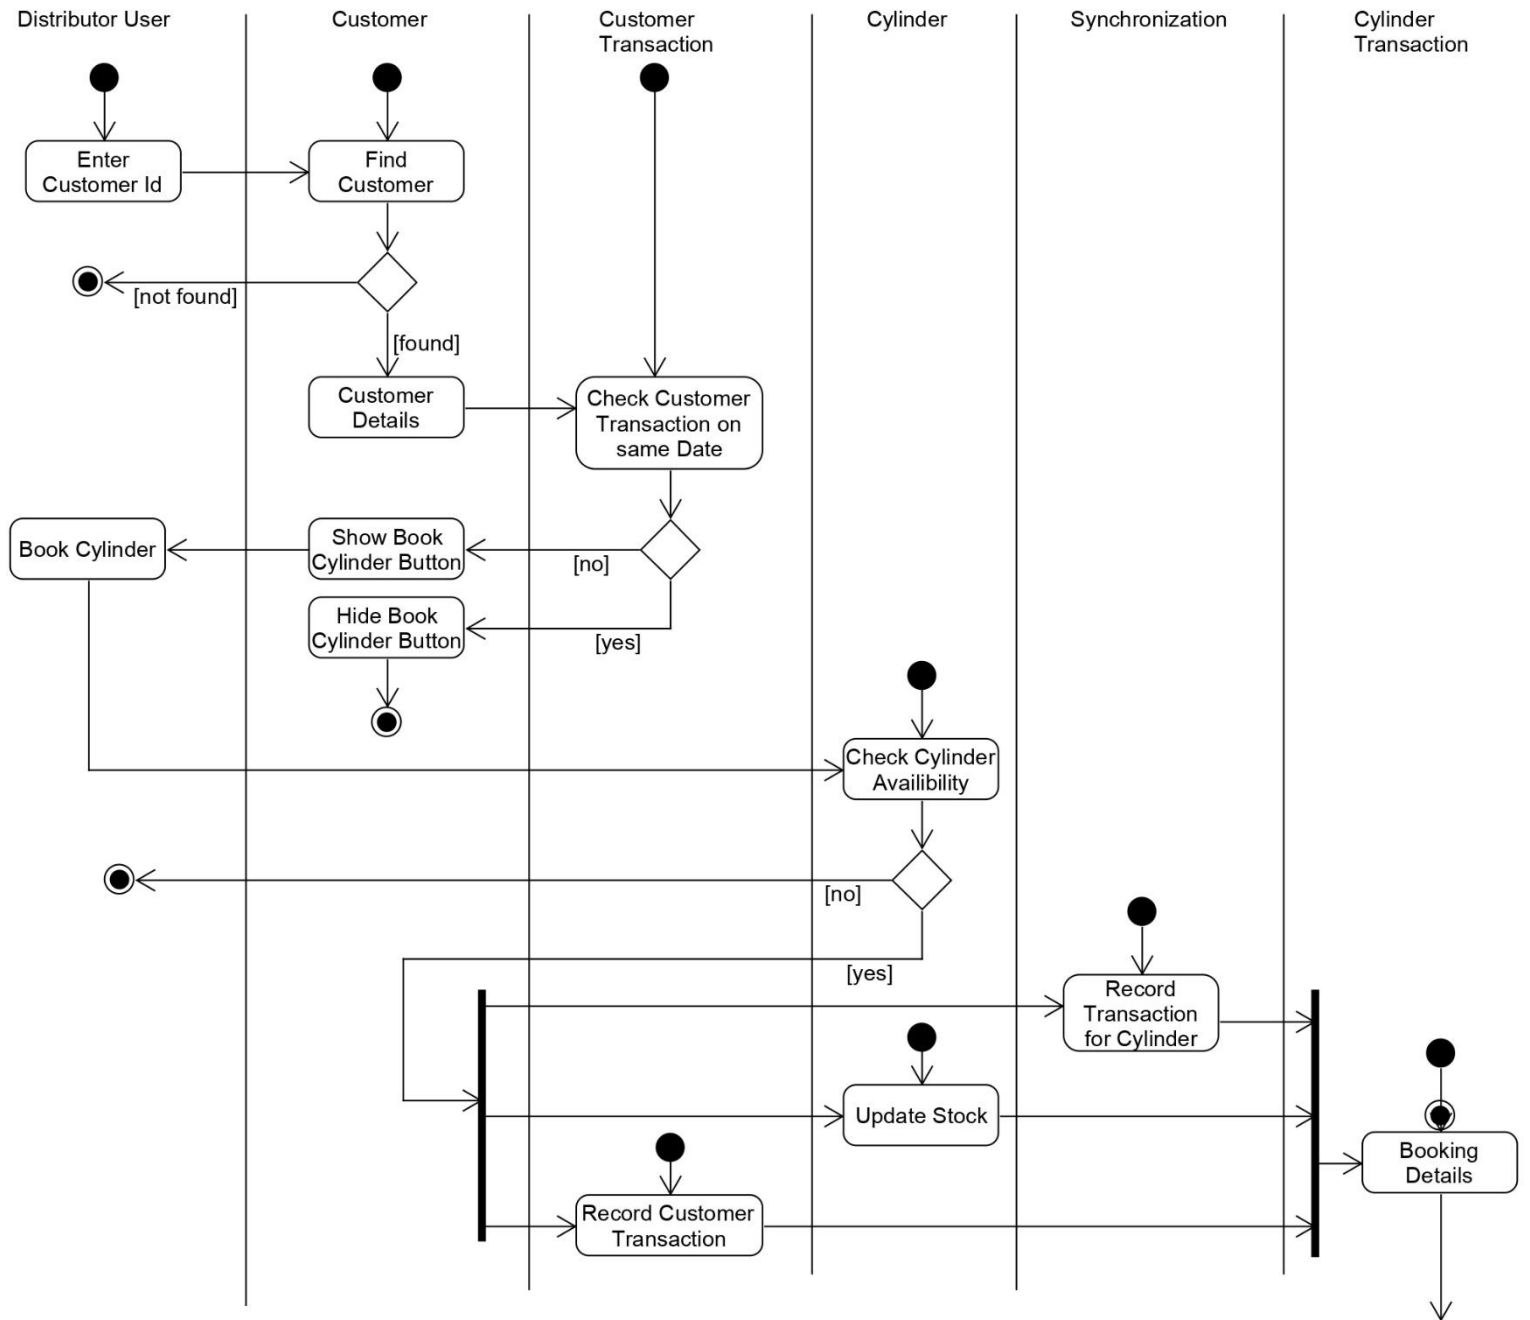 Distributor User
Customer
Customer
Transaction
Cylinder
Synchronization
Cylinder
Transaction
Enter
Customer Id
Find
Customer
[not found]
[found]
Customer
Details
Check Customer
Transaction on
same Date
Book Cylinder
Show Book
Cylinder Button
[no]
Hide Book
Cylinder Button
[yes]
Check Cylinder
Availibility
[no]
[yes]
Record
Transaction
for Cylinder
Update Stock
Booking
Details
Record Customer
Transaction